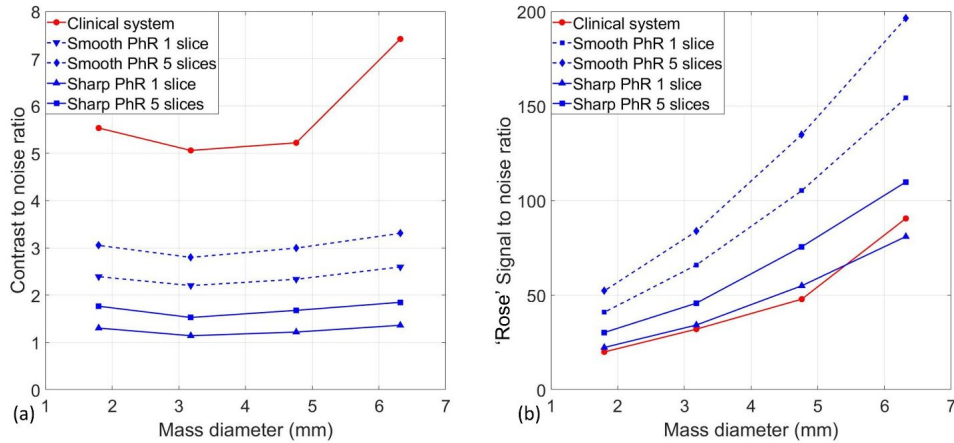 8
7
6
5
4
3
2
1
0
Contrast to noise ratio
Clinical system
Smooth PhR 1 slice
Smooth PhR 5 slices
Sharp PhR 1 slice
Sharp PhR 5 slices
1 2 3 4 5 6 7
(a) Mass diameter (mm)
200
150
100
50
0
'Rose' Signal to noise ratio
Clinical system
Smooth PhR 1 slice
Smooth PhR 5 slices
Sharp PhR 1 slice
Sharp PhR 5 slices
1 2 3 4 5 6 7
(b) Mass diameter (mm)